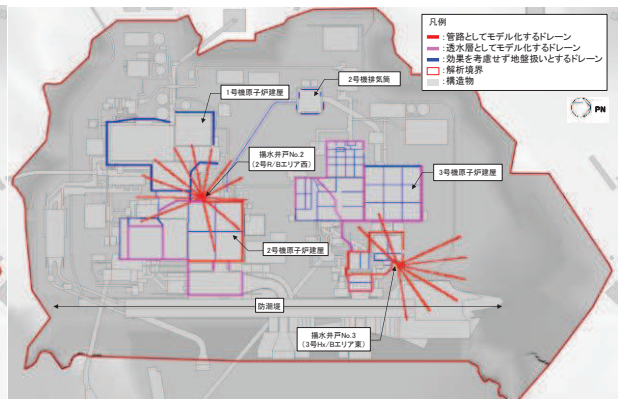 凡例
：管路としてモデル化するドレーン
：透水層としてモデル化するドレーン
：効果を考慮せず地盤扱いとするドレーン
：解析境界
：構造物
PN
2号機排気筒
1号機原子炉建屋
揚水井戸No.2
（2号R/Bエリア西）
3号機原子炉建屋
2号機原子炉建屋
防潮堤
揚水井戸No.3
（3号Hx/Bエリア東）